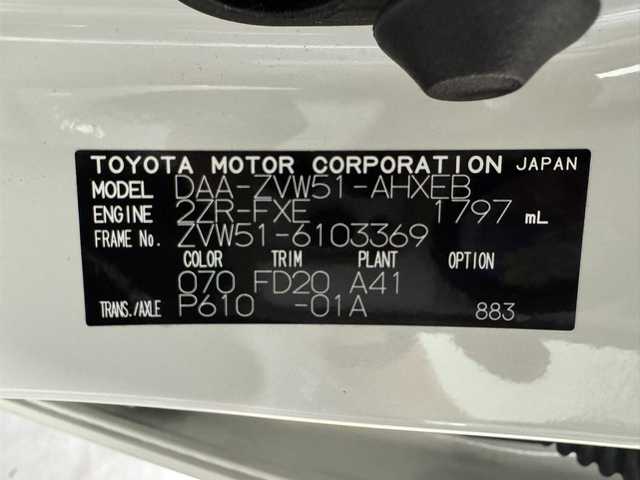 TOYOTA MOTOR CORPORATION JAPAN
MODEL DAA-ZVW51-AHXEB
ENGINE 2ZR-FXE 1797 mL
FRAME No. ZVW51-6103369
COLOR TRIM PLANT OPTION
070 FD20 A41
TRANS./AXLE P610 -01A 883